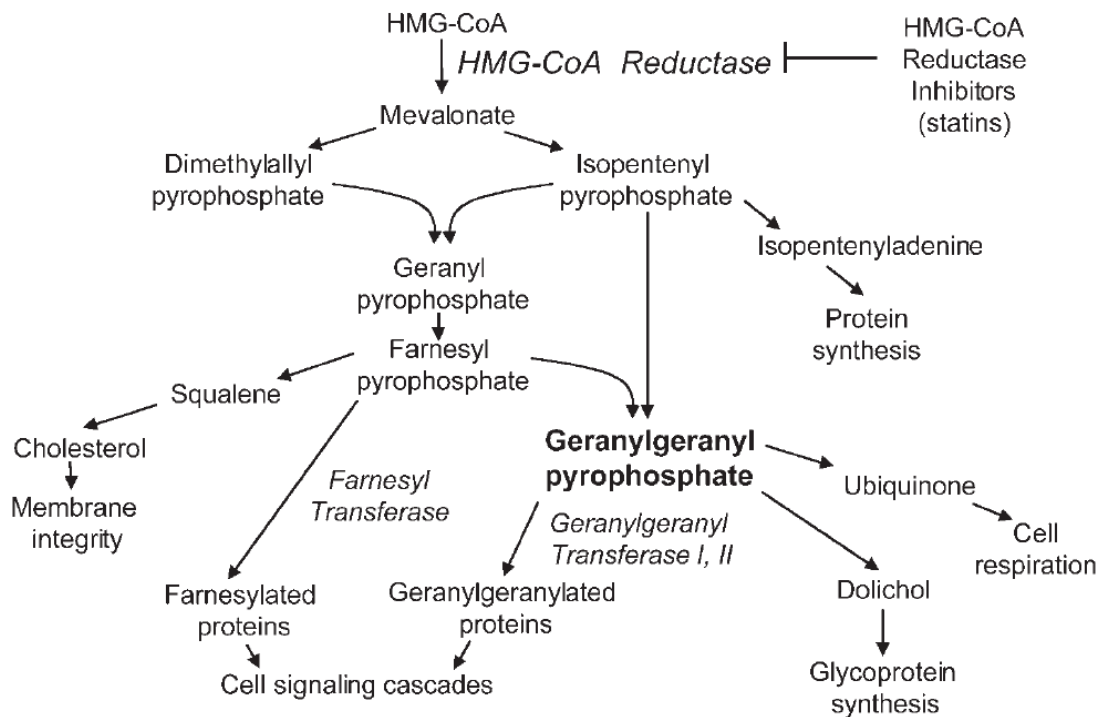 HMG-CoA
HMG-CoA Reductase
HMG-CoA
Reductase
Inhibitors
(statins)
Mevalonate
Dimethylallyl
pyrophosphate
Isopentenyl
pyrophosphate
Isopentenyladenine
Protein
synthesis
Geranyl
pyrophosphate
Farnesyl
pyrophosphate
Squalene
Cholesterol
Membrane
integrity
Farnesyl
Transferase
Geranylgeranyl
pyrophosphate
Geranylgeranyl
Transferase I, II
Ubiquinone
Cell
respiration
Farnesylated
proteins
Geranylgeranylated
proteins
Dolichol
Cell signaling cascades
Glycoprotein
synthesis